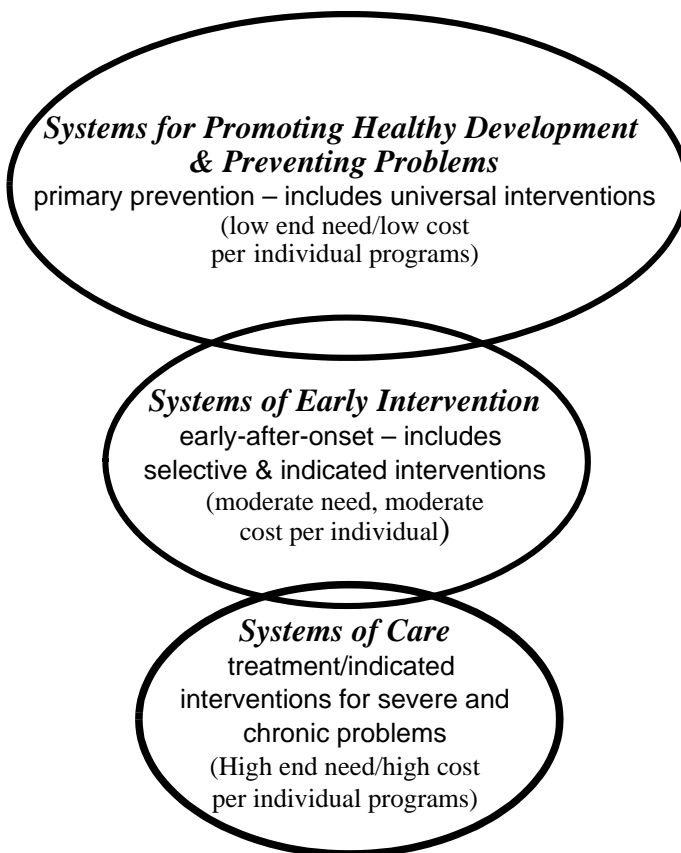 Systems for Promoting Healthy Development
& Preventing Problems
primary prevention – includes universal interventions
(low end need/low cost
per individual programs)
Systems of Early Intervention
early-after-onset – includes
selective & indicated interventions
(moderate need, moderate
cost per individual)
Systems of Care
treatment/indicated
interventions for severe and
chronic problems
(High end need/high cost
per individual programs)